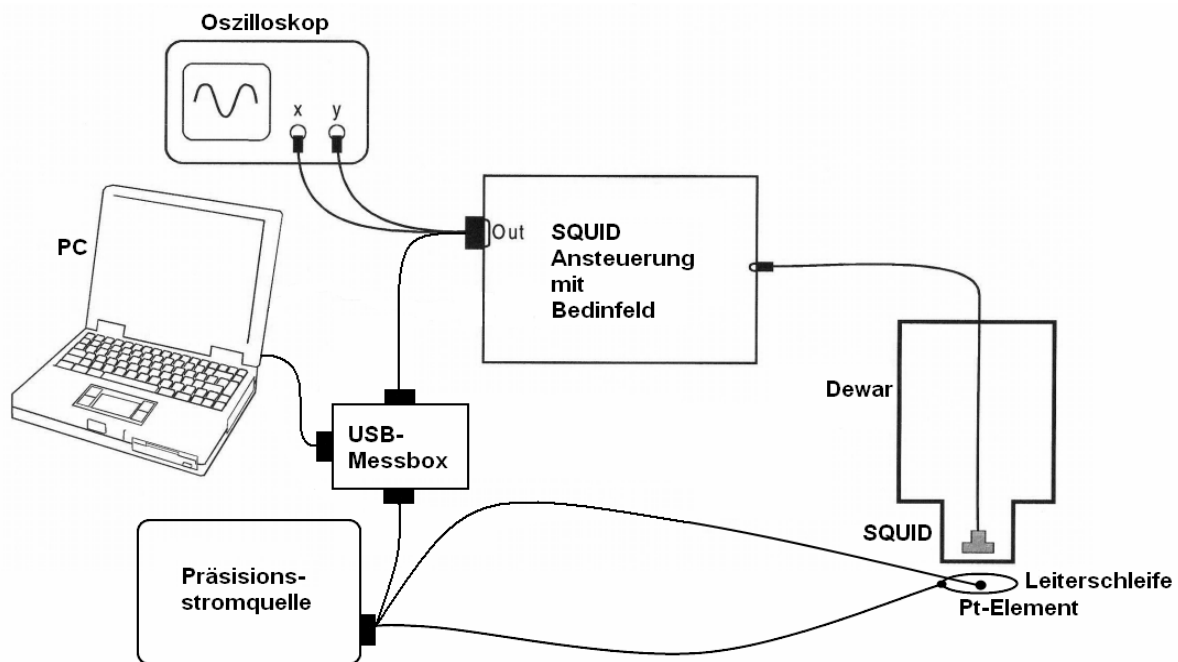 Oszilloskop
x y
PC
Out
SQUID
Ansteuerung
mit
Bedinfeld
Dewar
USB-
Messbox
SQUID
Präsisions-
stromquelle
Leiterschleife
Pt-Element